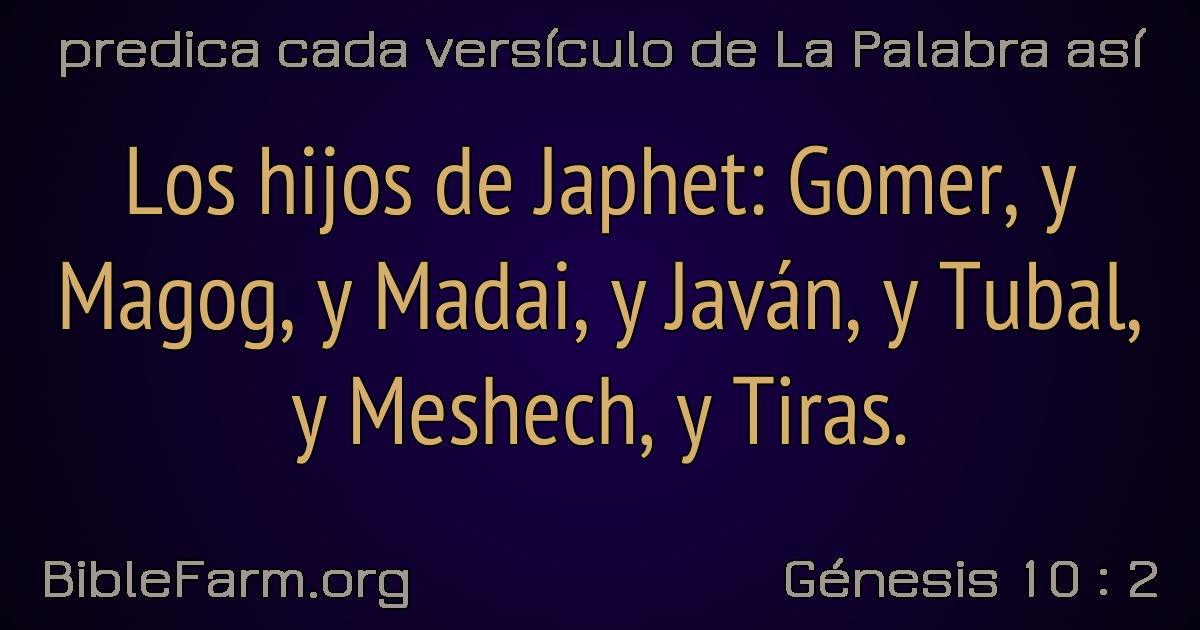 predica cada versículo de La Palabra así
Los hijos de Japhet: Gomer, y
Magog, y Madai, y Javán, y Tubal,
y Meshech, y Tiras.
BibleFarm.org
Génesis 10 : 2